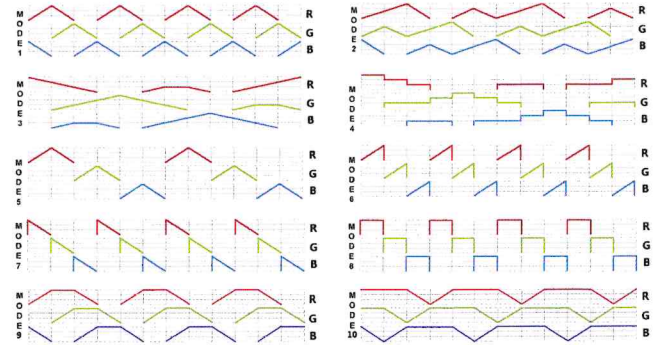 MODE 1 R G B
MODE 2 R G B
MODE 3 R G B
MODE 4 R G B
MODE 5 R G B
MODE 6 R G B
MODE 7 R G B
MODE 8 R G B
MODE 9 R G B
MODE 10 R G B